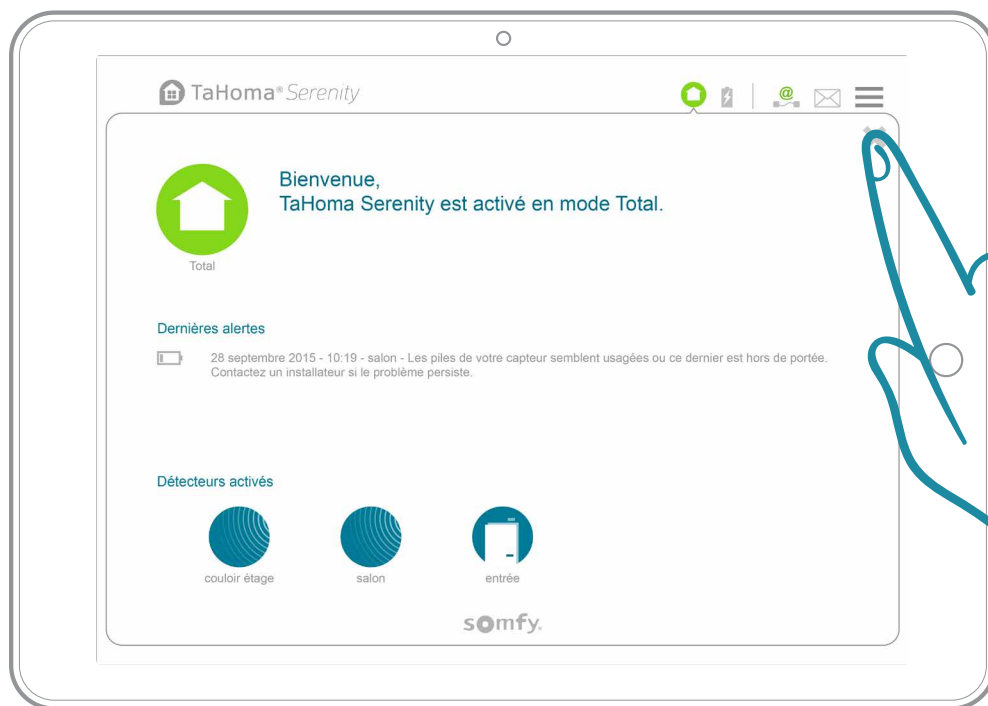 TaHoma® Serenity
@
Bienvenue,
TaHoma Serenity est activé en mode Total.
Total
Dernières alertes
28 septembre 2015 - 10:19 - salon - Les piles de votre capteur semblent usagées ou ce dernier est hors de portée.
Contactez un installateur si le problème persiste.
Détecteurs activés
couloir étage
salon
entrée
somfy.